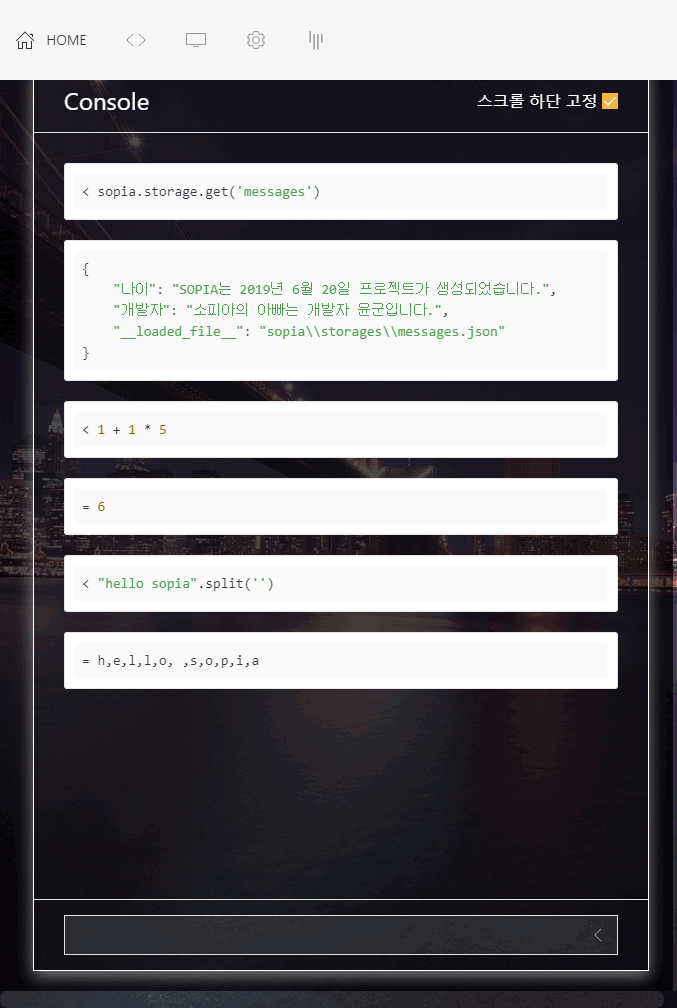 HOME
Console
스크롤 하단 고정
< sopia.storage.get('messages')
{
"나이": "SOPIA는 2019년 6월 20일 프로젝트가 생성되었습니다.",
"개발자": "소피아의 아빠는 개발자 윤군입니다.",
"__loaded_file__": "sopia\\storages\\messages.json"
}
< 1 + 1 * 5
= 6
< "hello sopia".split('')
= h,e,l,l,o, ,s,o,p,i,a